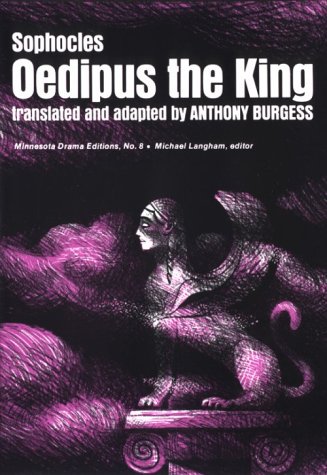 Sophocles
Oedipus the King
translated and adapted by ANTHONY BURGESS
Minnesota Drama Editions, No. 8 • Michael Langham, editor